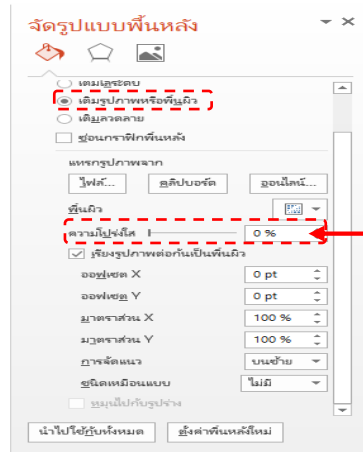 จัดรูปแบบพื้นหลัง
เติมไล่ระดับ
เติมรูปภาพหรือพื้นผิว
เติมลวดลาย
ซ่อนกราฟิกพื้นหลัง
แทรกรูปภาพจาก
ไฟล์... คลิปบอร์ด ออนไลน์...
พื้นผิว
ความโปร่งใส 0 %
เรียงรูปภาพต่อกันเป็นพื้นผิว
ออฟเซต X 0 pt
ออฟเซต Y 0 pt
มาตราส่วน X 100 %
มาตราส่วน Y 100 %
การจัดแนว บนซ้าย
ชนิดเหมือนแบบ ไม่มี
หมุนไปกับรูปร่าง
นำไปใช้กับทั้งหมด ตั้งค่าพื้นหลังใหม่